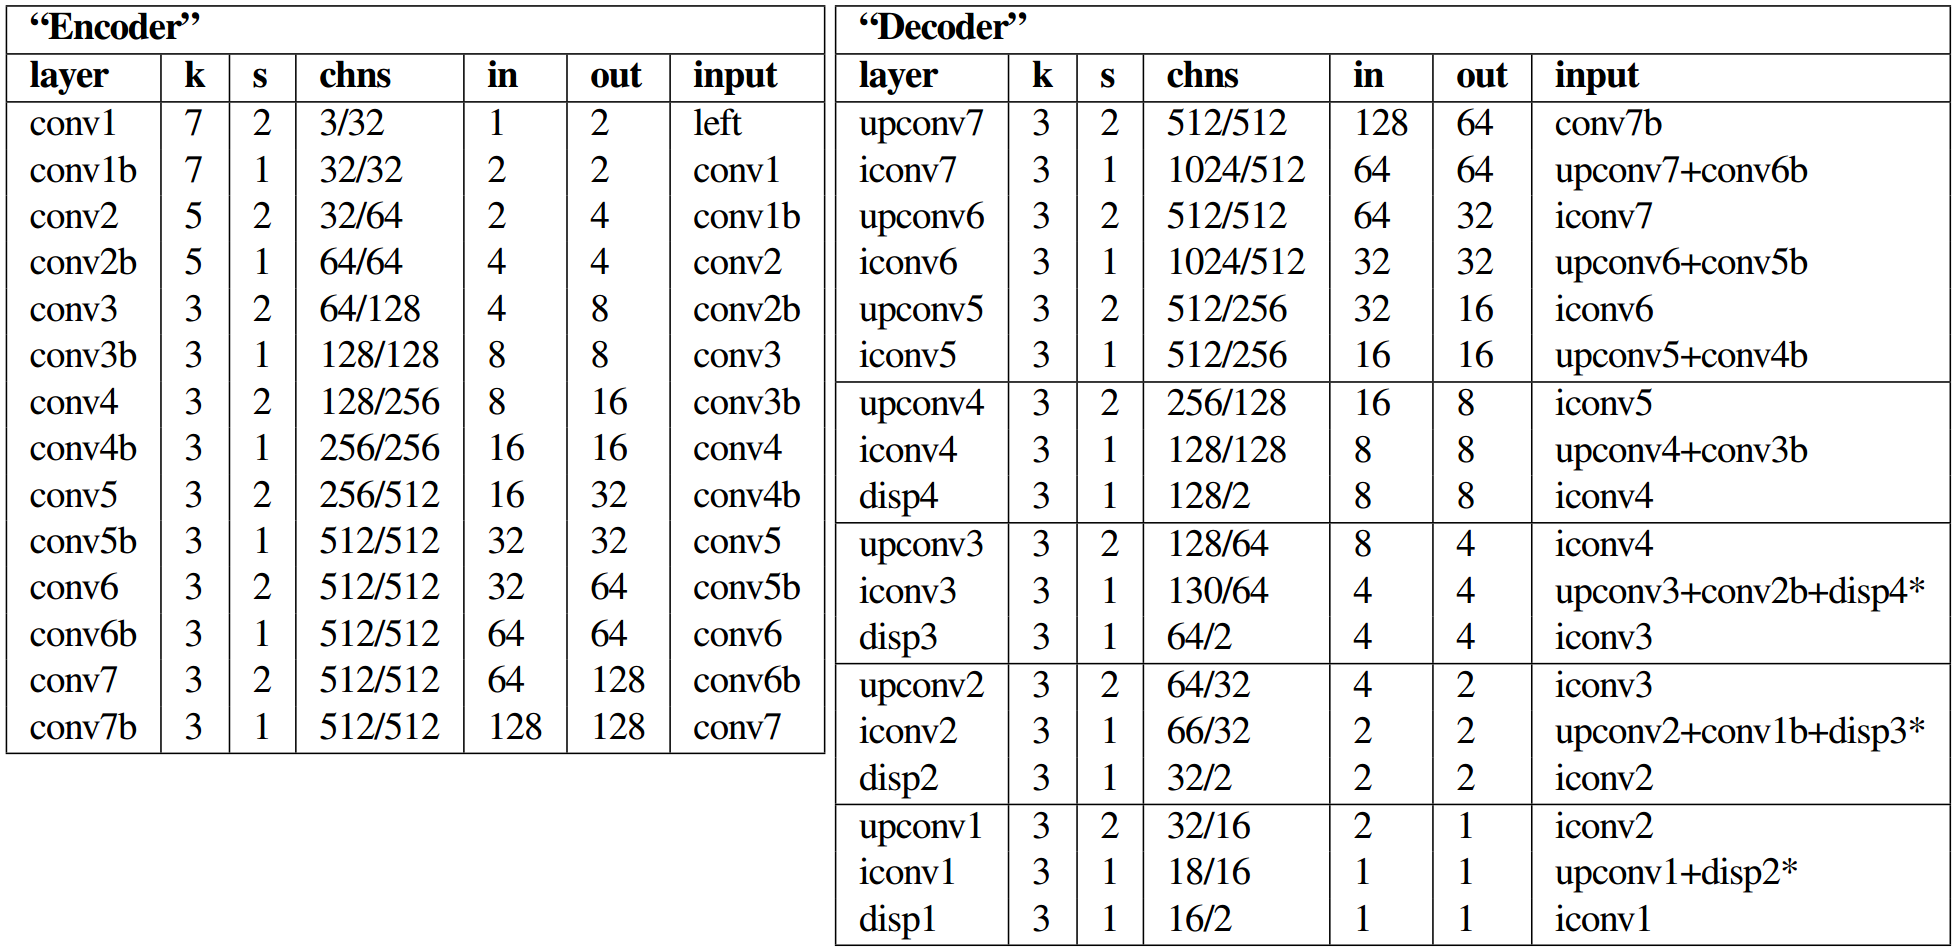 “Encoder”
layer k s chns in out input
conv1 7 2 3/32 1 2 left
conv1b 7 1 32/32 2 2 conv1
conv2 5 2 32/64 2 4 conv1b
conv2b 5 1 64/64 4 4 conv2
conv3 3 2 64/128 4 8 conv2b
conv3b 3 1 128/128 8 8 conv3
conv4 3 2 128/256 8 16 conv3b
conv4b 3 1 256/256 16 16 conv4
conv5 3 2 256/512 16 32 conv4b
conv5b 3 1 512/512 32 32 conv5
conv6 3 2 512/512 32 64 conv5b
conv6b 3 1 512/512 64 64 conv6
conv7 3 2 512/512 64 128 conv6b
conv7b 3 1 512/512 128 128 conv7
“Decoder”
layer k s chns in out input
upconv7 3 2 512/512 128 64 conv7b
iconv7 3 1 1024/512 64 64 upconv7+conv6b
upconv6 3 2 512/512 64 32 iconv7
iconv6 3 1 1024/512 32 32 upconv6+conv5b
upconv5 3 2 512/256 32 16 iconv6
iconv5 3 1 512/256 16 16 upconv5+conv4b
upconv4 3 2 256/128 16 8 iconv5
iconv4 3 1 128/128 8 8 upconv4+conv3b
disp4 3 1 128/2 8 8 iconv4
upconv3 3 2 128/64 8 4 iconv4
iconv3 3 1 130/64 4 4 upconv3+conv2b+disp4*
disp3 3 1 64/2 4 4 iconv3
upconv2 3 2 64/32 4 2 iconv3
iconv2 3 1 66/32 2 2 upconv2+conv1b+disp3*
disp2 3 1 32/2 2 2 iconv2
upconv1 3 2 32/16 2 1 iconv2
iconv1 3 1 18/16 1 1 upconv1+disp2*
disp1 3 1 16/2 1 1 iconv1